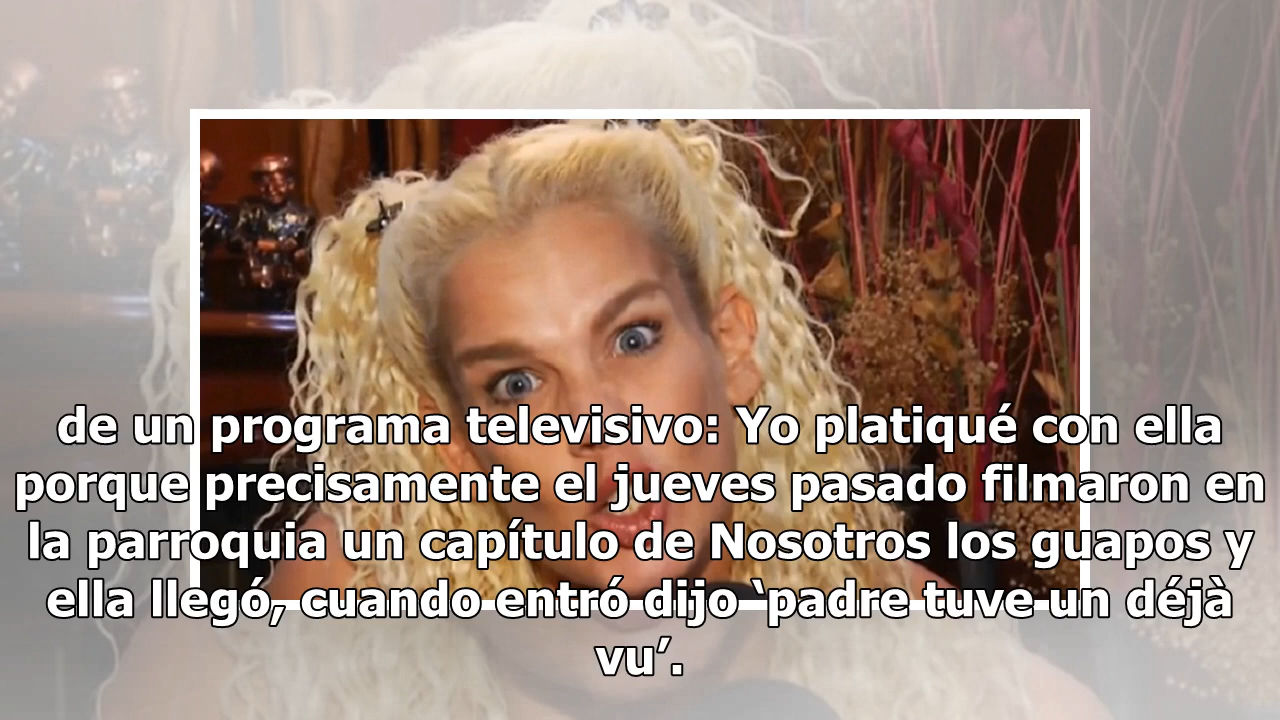 de un programa televisivo: Yo platiqué con ella
porque precisamente el jueves pasado filmaron en
la parroquia un capítulo de Nosotros los guapos y
ella llegó, cuando entró dijo ‘padre tuve un déjà
vu’.